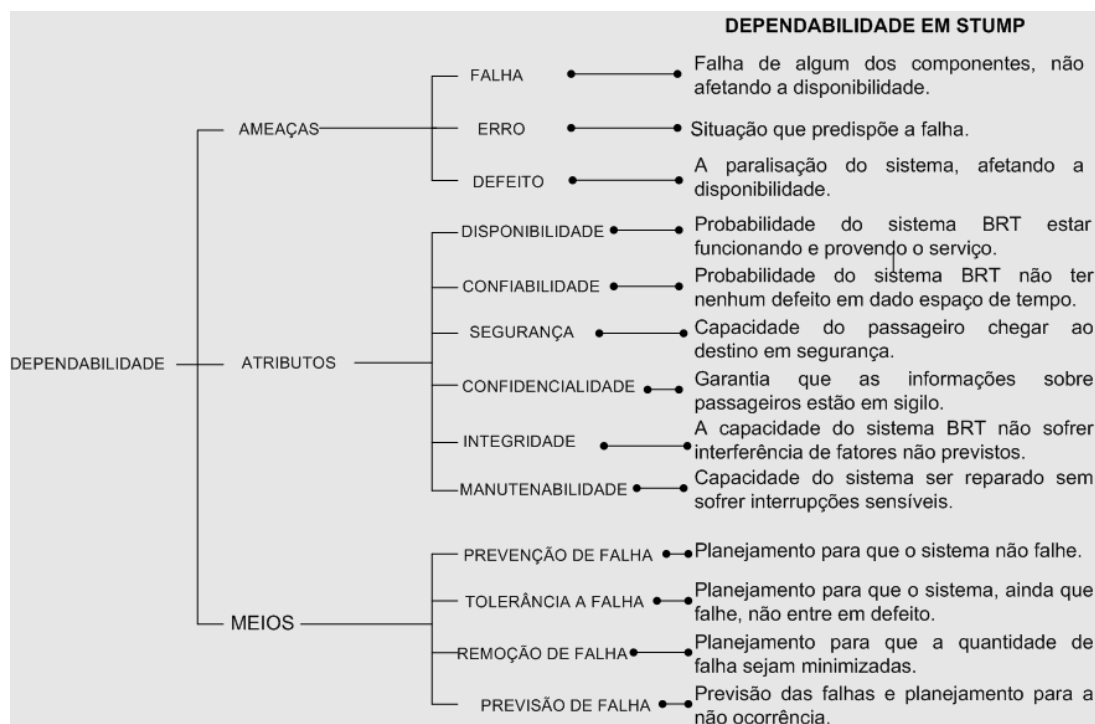 DEPENDABILIDADE EM STUMP
FALHA
Falha de algum dos componentes, não
afetando a disponibilidade.
AMEAÇAS
ERRO
Situação que predispõe a falha.
DEFEITO
A paralisação do sistema, afetando a
disponibilidade.
DISPONIBILIDADE
Probabilidade do sistema BRT estar
funcionando e provendo o serviço.
CONFIABILIDADE
Probabilidade do sistema BRT não ter
nenhum defeito em dado espaço de tempo.
SEGURANÇA
Capacidade do passageiro chegar ao
destino em segurança.
DEPENDABILIDADE
ATRIBUTOS
CONFIDENCIALIDADE
Garantia que as informações sobre
passageiros estão em sigilo.
INTEGRIDADE
A capacidade do sistema BRT não sofrer
interferência de fatores não previstos.
MANUTENABILIDADE
Capacidade do sistema ser reparado sem
sofrer interrupções sensíveis.
PREVENÇÃO DE FALHA
Planejamento para que o sistema não falhe.
TOLERÂNCIA A FALHA
Planejamento para que o sistema, ainda que
falhe, não entre em defeito.
MEIOS
REMOÇÃO DE FALHA
Planejamento para que a quantidade de
falha sejam minimizadas.
PREVISÃO DE FALHA
Previsão das falhas e planejamento para a
não ocorrência.